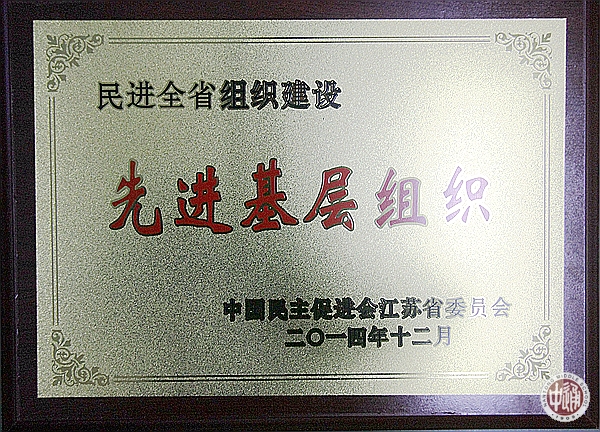 民进全省组织建设
先进基层组织
中国民主促进会江苏省委员会
二〇一四年十二月